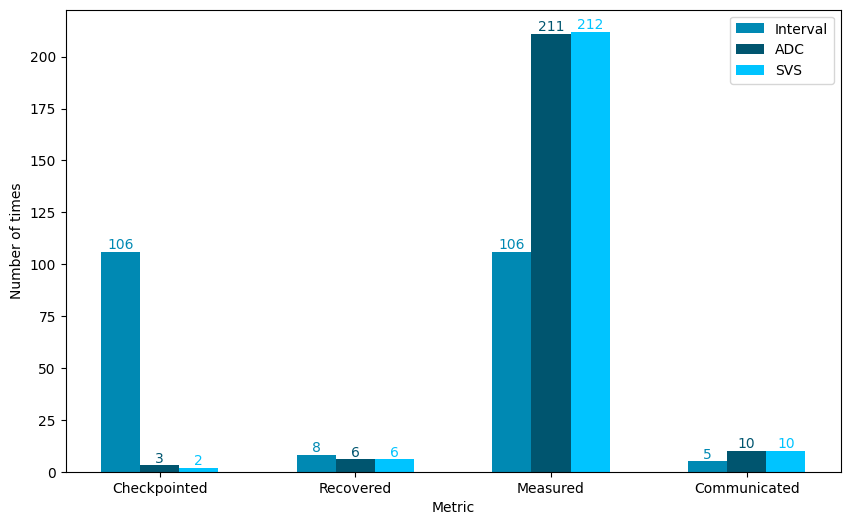 Interval
ADC
SVS
Number of times
200
175
150
125
100
75
50
25
0
106
3
2
8
6
6
106
211
212
5
10
10
Checkpointed
Recovered
Measured
Communicated
Metric